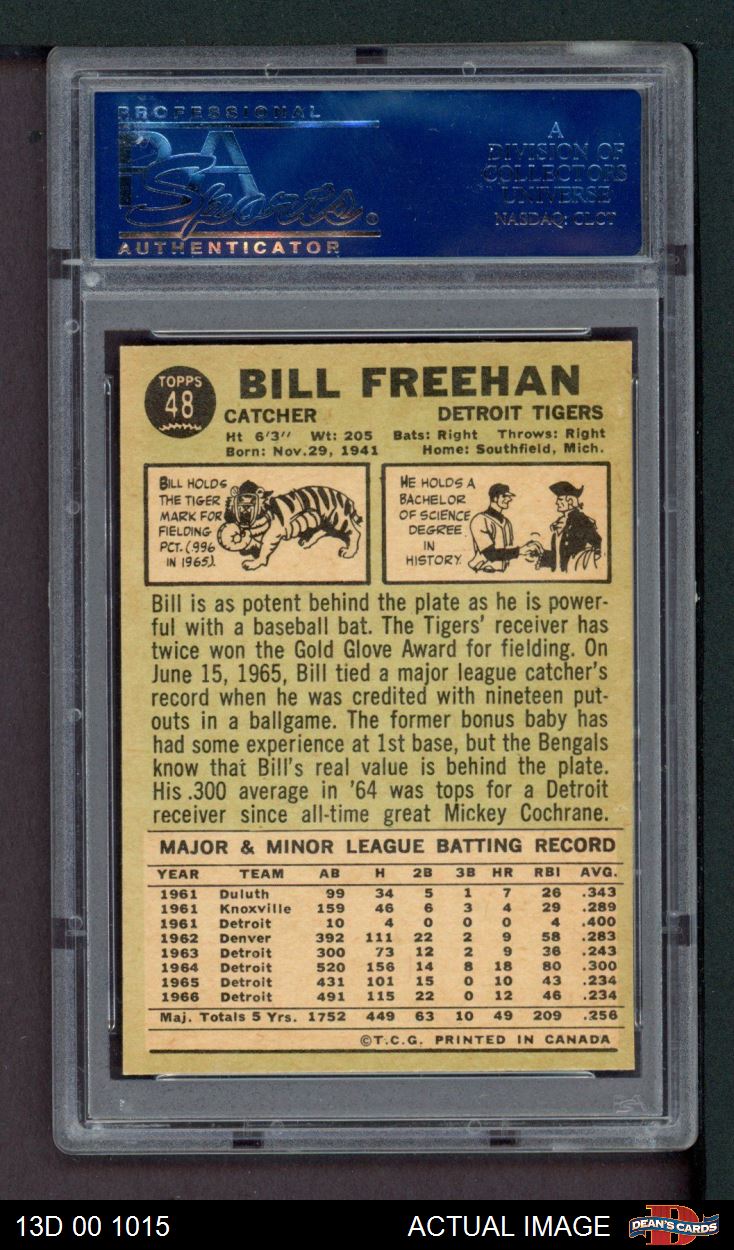 PROFESSIONAL
PSA
Sports
AUTHENTICATOR
A
DIVISION OF
COLLECTORS
UNIVERSE
NASDAQ: CLCT
TOPPS
48
BILL FREEHAN
CATCHER DETROIT TIGERS
Ht 6'3" Wt: 205 Bats: Right Throws: Right
Born: Nov.29, 1941 Home: Southfield, Mich.
BILL HOLDS
THE TIGER
MARK FOR
FIELDING
PCT. (.996
IN 1965).
HE HOLDS A
BACHELOR
OF SCIENCE
DEGREE
IN
HISTORY.
Bill is as potent behind the plate as he is power-
ful with a baseball bat. The Tigers' receiver has
twice won the Gold Glove Award for fielding. On
June 15, 1965, Bill tied a major league catcher's
record when he was credited with nineteen put-
outs in a ballgame. The former bonus baby has
had some experience at 1st base, but the Bengals
know that Bill's real value is behind the plate.
His .300 average in '64 was tops for a Detroit
receiver since all-time great Mickey Cochrane.
MAJOR & MINOR LEAGUE BATTING RECORD
YEAR TEAM AB H 2B 3B HR RBI AVG.
1961 Duluth 99 34 5 1 7 26 .343
1961 Knoxville 159 46 6 3 4 29 .289
1961 Detroit 10 4 0 0 0 4 .400
1962 Denver 392 111 22 2 9 58 .283
1963 Detroit 300 73 12 2 9 36 .243
1964 Detroit 520 156 14 8 18 80 .300
1965 Detroit 431 101 15 0 10 43 .234
1966 Detroit 491 115 22 0 12 46 .234
Maj. Totals 5 Yrs. 1752 449 63 10 49 209 .256
©T.C.G. PRINTED IN CANADA
13D 00 1015 ACTUAL IMAGE DEAN'S CARDS